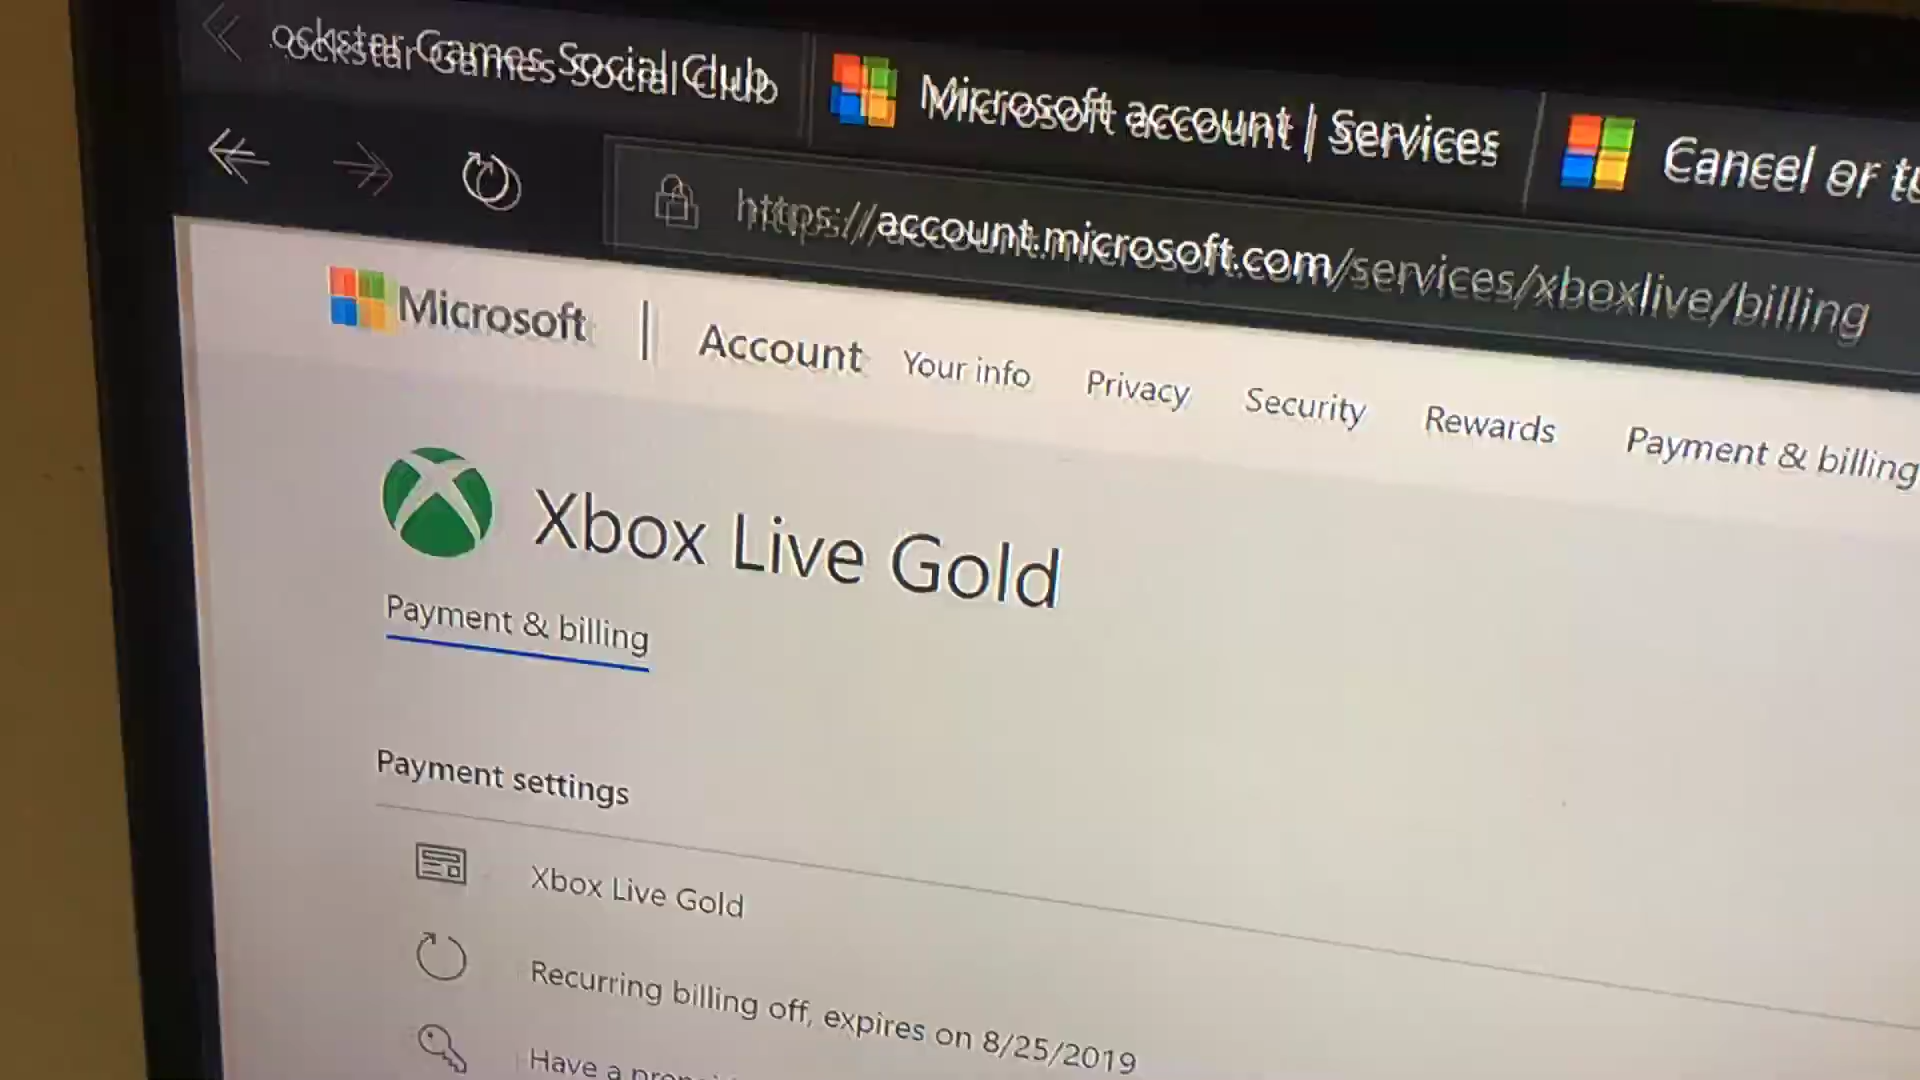 ockstar Games Social Club
Microsoft account | Services
Cancel or
https://account.microsoft.com/services/xboxlive/billing
Microsoft | Account Your info Privacy Security Rewards Payment & billing
Xbox Live Gold
Payment & billing
Payment settings
Xbox Live Gold
Recurring billing off, expires on 8/25/2019
Have a